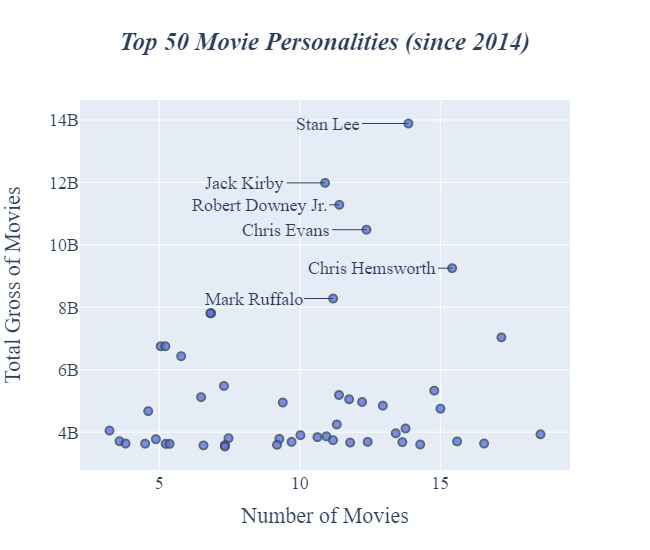 Top 50 Movie Personalities (since 2014)
14B
Stan Lee
12B
Jack Kirby
Robert Downey Jr.
Chris Evans
10B
Chris Hemsworth
Mark Ruffalo
8B
6B
4B
Total Gross of Movies
5
10
15
Number of Movies